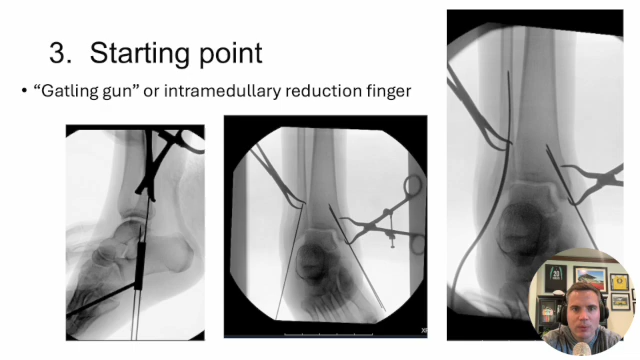 3. Starting point
• “Gatling gun” or intramedullary reduction finger